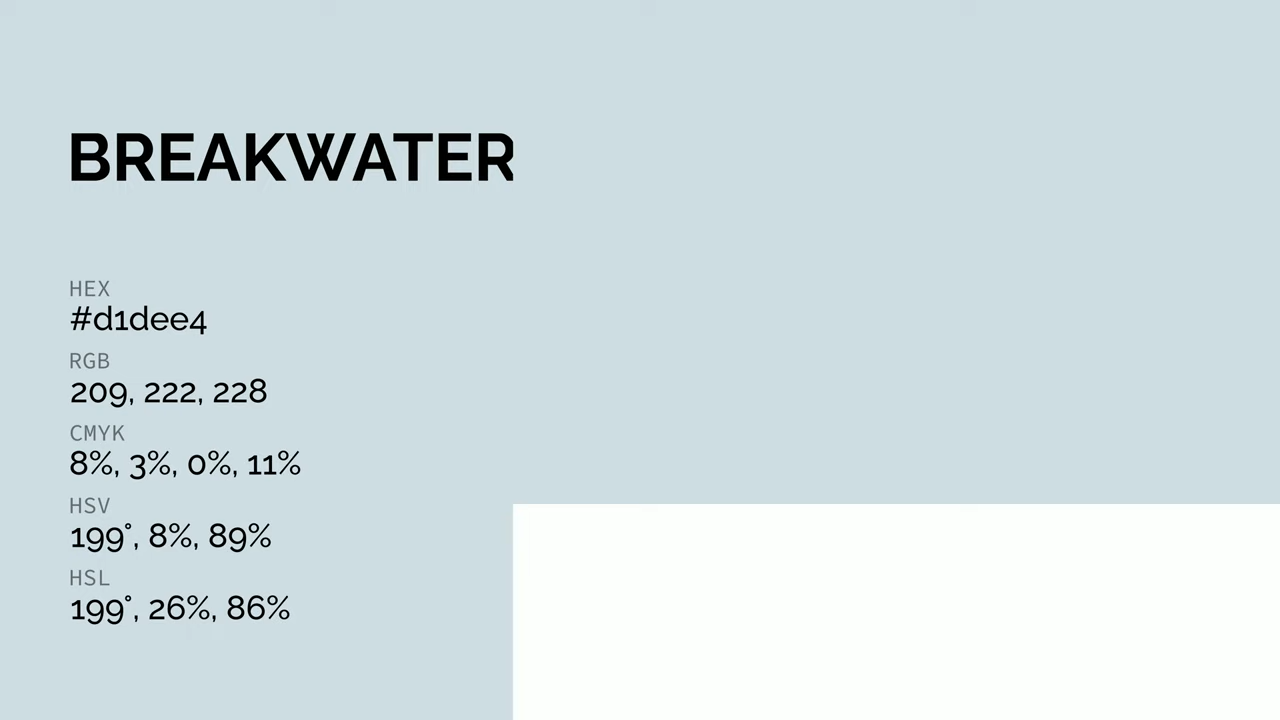 BREAKWATER
HEX
#d1dee4
RGB
209, 222, 228
CMYK
8%, 3%, 0%, 11%
HSV
199°, 8%, 89%
HSL
199°, 26%, 86%